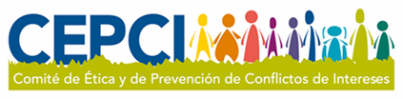 CEPCI
Comité de Ética y de Prevención de Conflictos de Intereses